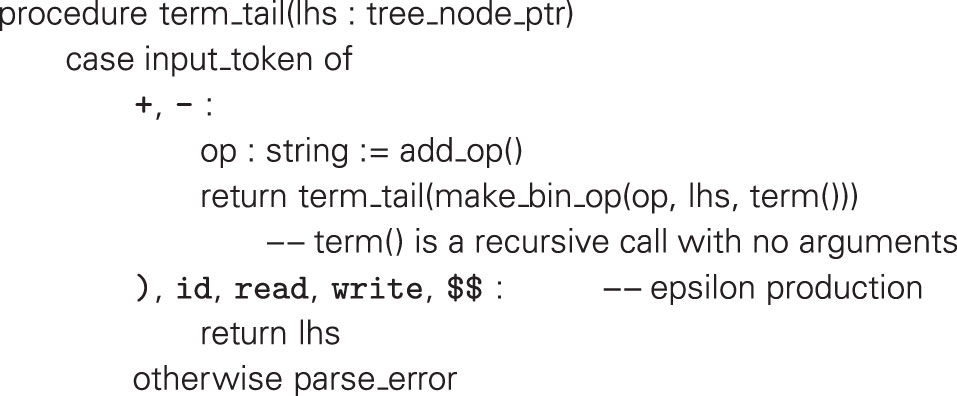 procedure term_tail(lhs : tree_node_ptr)
case input_token of
+, - :
op : string := add_op()
return term_tail(make_bin_op(op, lhs, term()))
-- term() is a recursive call with no arguments
), id, read, write, $$ : -- epsilon production
return lhs
otherwise parse_error